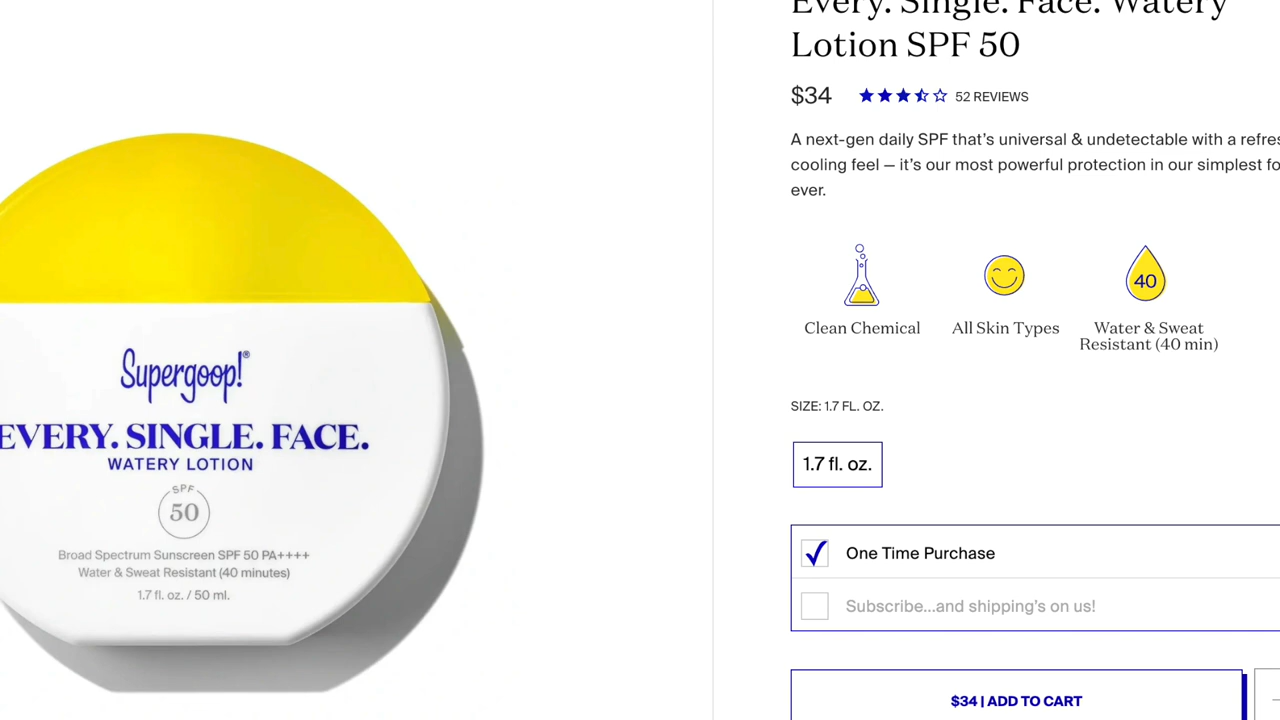 Every. Single. Face. Watery
Lotion SPF 50
$34
52 REVIEWS
A next-gen daily SPF that's universal & undetectable with a
cooling feel — it's our most powerful protection in our simplest
ever.
Clean Chemical
All Skin Types
40
Water & Sweat
Resistant (40 min)
SIZE: 1.7 FL. OZ.
1.7 fl. oz.
One Time Purchase
Subscribe...and shipping's on us!
$34 | ADD TO CART
Supergoop!®
EVERY. SINGLE. FACE.
WATERY LOTION
SPF
50
Broad Spectrum Sunscreen SPF 50 PA++++
Water & Sweat Resistant (40 minutes)
1.7 fl. oz. / 50 ml.